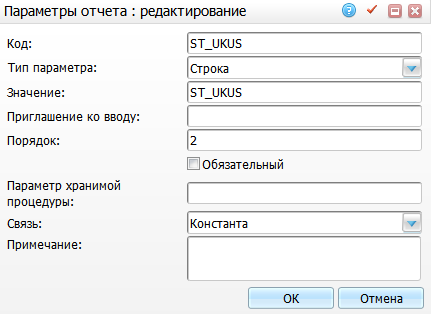 Параметры отчета : редактирование
Код: ST_UKUS
Тип параметра: Строка
Значение: ST_UKUS
Приглашение ко вводу:
Порядок: 2
Обязательный
Параметр хранимой
процедуры:
Связь: Константа
Примечание:
ОК Отмена